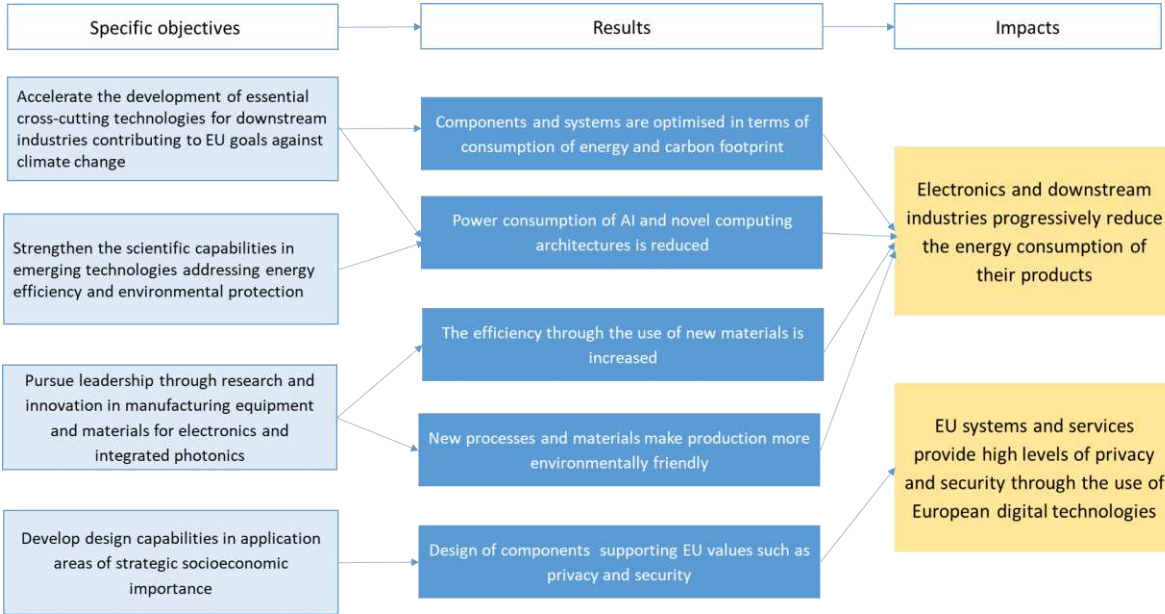 Specific objectives
Results
Impacts
Accelerate the development of essential
cross-cutting technologies for downstream
industries contributing to EU goals against
climate change
Strengthen the scientific capabilities in
emerging technologies addressing energy
efficiency and environmental protection
Pursue leadership through research and
innovation in manufacturing equipment
and materials for electronics and
integrated photonics
Develop design capabilities in application
areas of strategic socioeconomic
importance
Components and systems are optimised in terms of
consumption of energy and carbon footprint
Power consumption of AI and novel computing
architectures is reduced
The efficiency through the use of new materials is
increased
New processes and materials make production more
environmentally friendly
Design of components supporting EU values such as
privacy and security
Electronics and downstream
industries progressively reduce
the energy consumption of
their products
EU systems and services
provide high levels of privacy
and security through the use of
European digital technologies